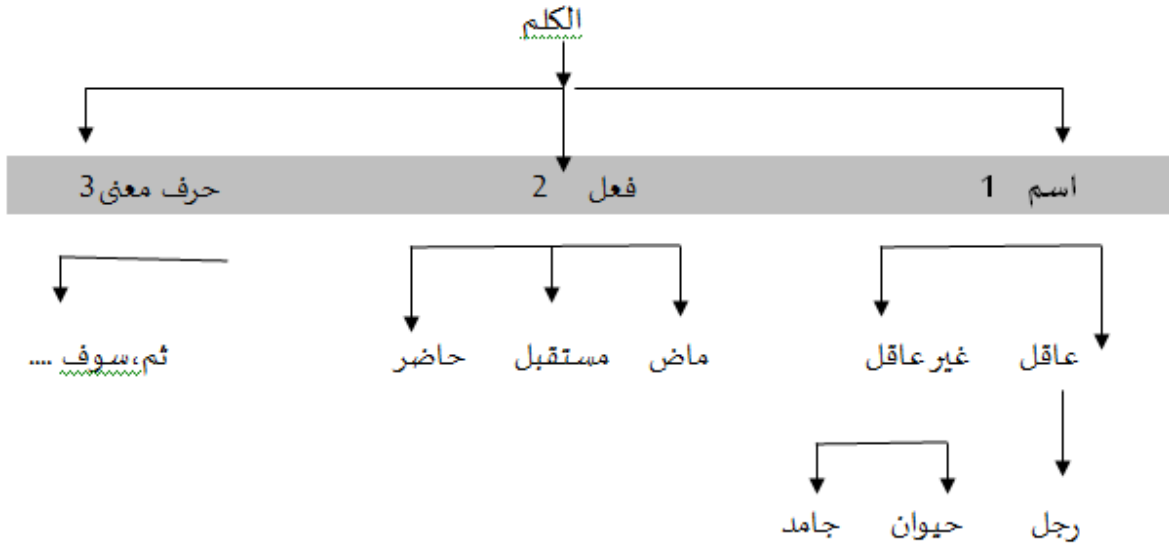 الكلم
اسم 1 فعل 2 حرف معنى3
عاقل غير عاقل ماض مستقبل حاضر ثم،سوف ....
رجل حيوان جامد